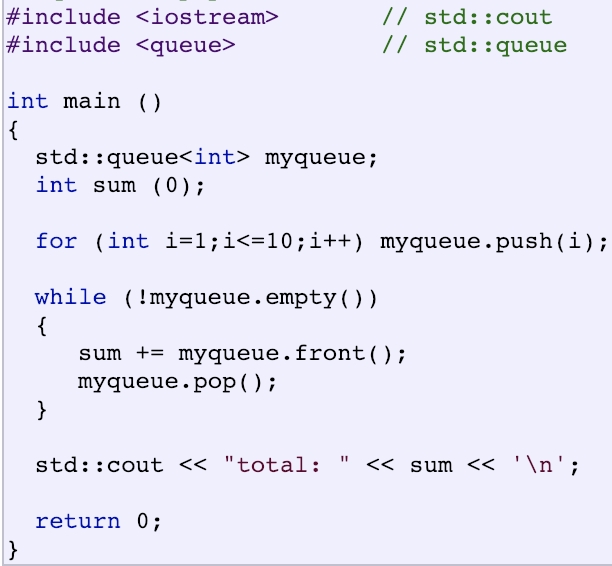 #include <iostream>       // std::cout
#include <queue>          // std::queue

int main ()
{
  std::queue<int> myqueue;
  int sum (0);

  for (int i=1;i<=10;i++) myqueue.push(i);

  while (!myqueue.empty())
  {
     sum += myqueue.front();
     myqueue.pop();
  }

  std::cout << "total: " << sum << '\n';

  return 0;
}